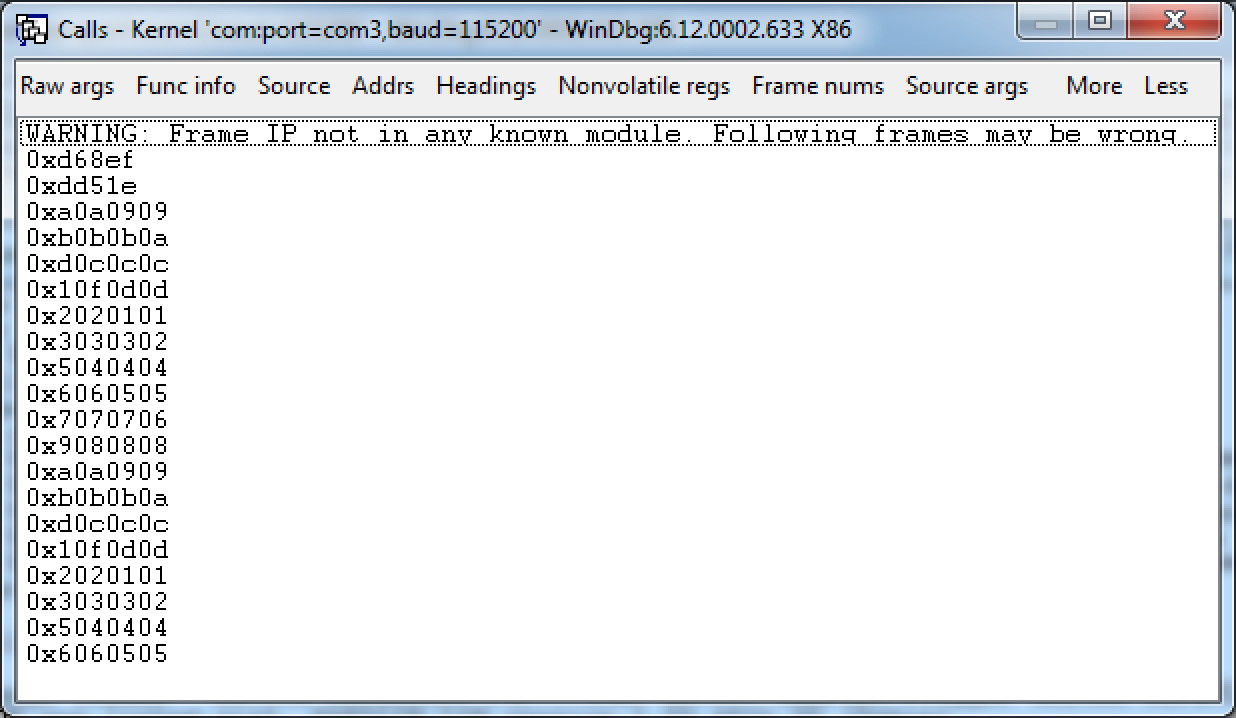 Calls - Kernel 'com:port=com3,baud=115200' - WinDbg:6.12.0002.633 X86
Raw args Func info Source Addrs Headings Nonvolatile regs Frame nums Source args More Less
WARNING: Frame IP not in any known module. Following frames may be wrong.
0xd68ef
0xdd51e
0xa0a0909
0xb0b0b0a
0xd0c0c0c
0x10f0d0d
0x2020101
0x3030302
0x5040404
0x6060505
0x7070706
0x9080808
0xa0a0909
0xb0b0b0a
0xd0c0c0c
0x10f0d0d
0x2020101
0x3030302
0x5040404
0x6060505